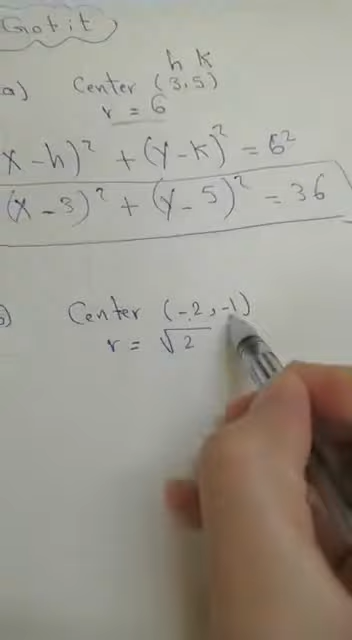 Got it
a) Center (3,5)
h k
r = 6
x - h)² + (y - k)² = 6²
(x - 3)² + (y - 5)² = 36
Center (-2, -1)
r = √2